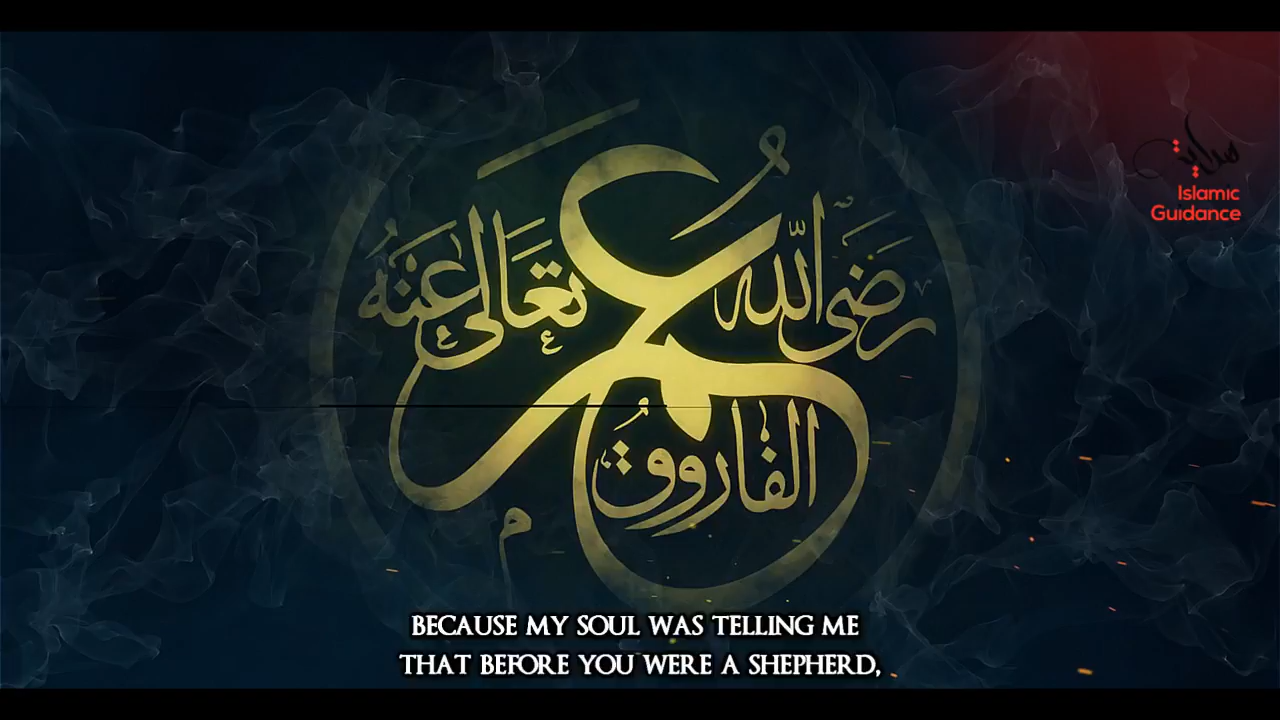 هداية
Islamic
Guidance
عمر
رضي الله تعالى عنه
الفاروق
BECAUSE MY SOUL WAS TELLING ME
THAT BEFORE YOU WERE A SHEPHERD,